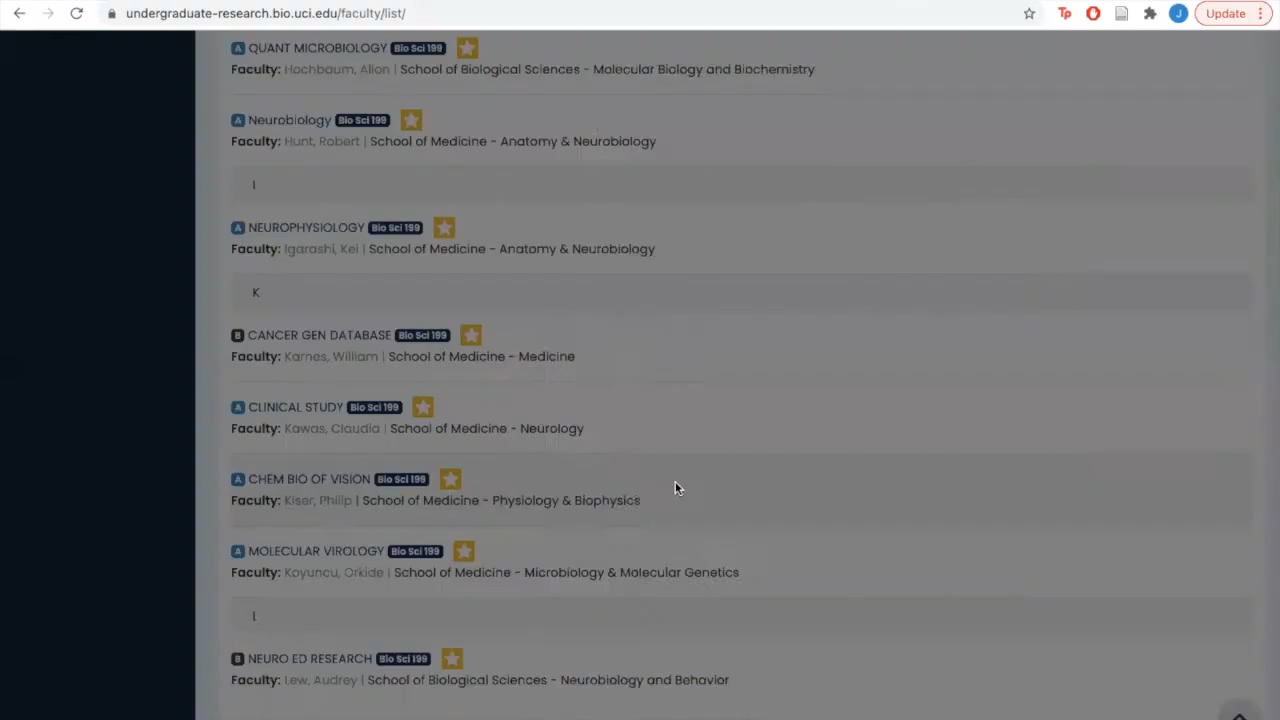 undergraduate-research.bio.uci.edu/faculty/list/
Tp
J
Update
A QUANT MICROBIOLOGY Bio Sci 199
Faculty: Hochbaum, Allon | School of Biological Sciences - Molecular Biology and Biochemistry
A Neurobiology Bio Sci 199
Faculty: Hunt, Robert | School of Medicine - Anatomy & Neurobiology
I
A NEUROPHYSIOLOGY Bio Sci 199
Faculty: Igarashi, Kei | School of Medicine - Anatomy & Neurobiology
K
B CANCER GEN DATABASE Bio Sci 199
Faculty: Karnes, William | School of Medicine - Medicine
A CLINICAL STUDY Bio Sci 199
Faculty: Kawas, Claudia | School of Medicine - Neurology
A CHEM BIO OF VISION Bio Sci 199
Faculty: Kiser, Philip | School of Medicine - Physiology & Biophysics
A MOLECULAR VIROLOGY Bio Sci 199
Faculty: Koyuncu, Orkide | School of Medicine - Microbiology & Molecular Genetics
L
B NEURO ED RESEARCH Bio Sci 199
Faculty: Lew, Audrey | School of Biological Sciences - Neurobiology and Behavior